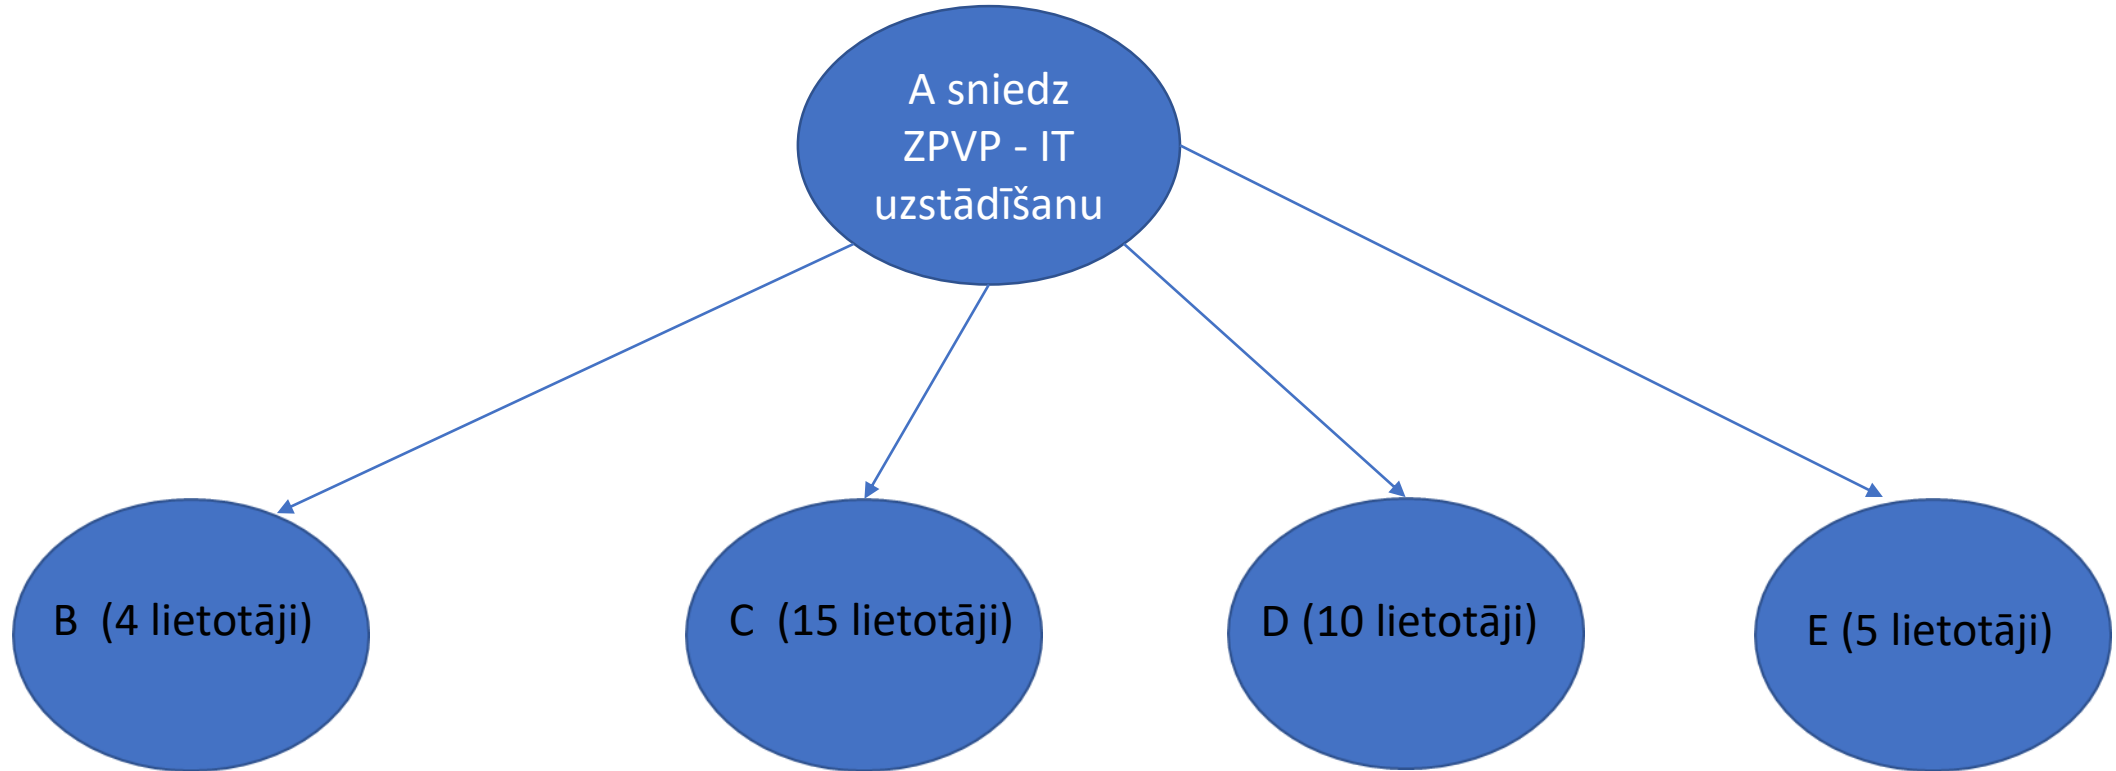 A sniedz
ZPVP - IT
uzstādīšanu
B (4 lietotāji)
C (15 lietotāji)
D (10 lietotāji)
E (5 lietotāji)